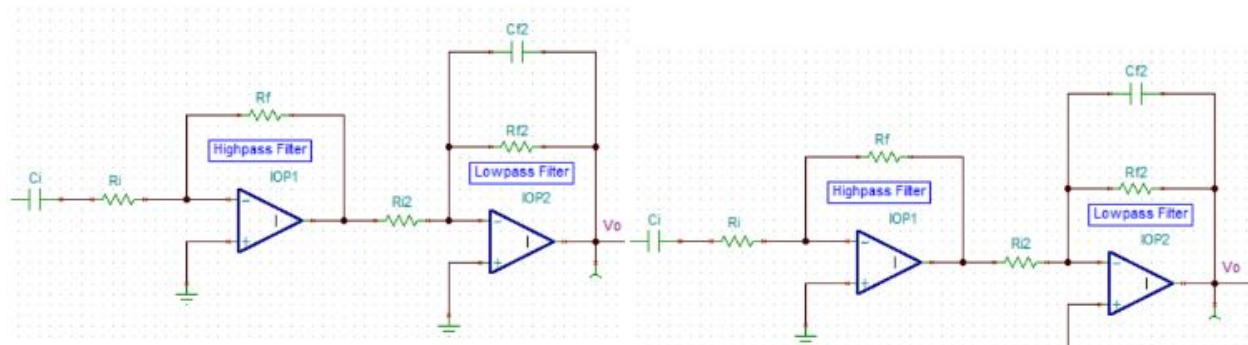 Cf2
Rf
Rf2
Highpass Filter
Lowpass Filter
Ci
Ri
IOP1
IOP2
Ri2
Vo
Cf2
Rf
Rf2
Highpass Filter
Lowpass Filter
Ci
Ri
IOP1
IOP2
Ri2
Vo